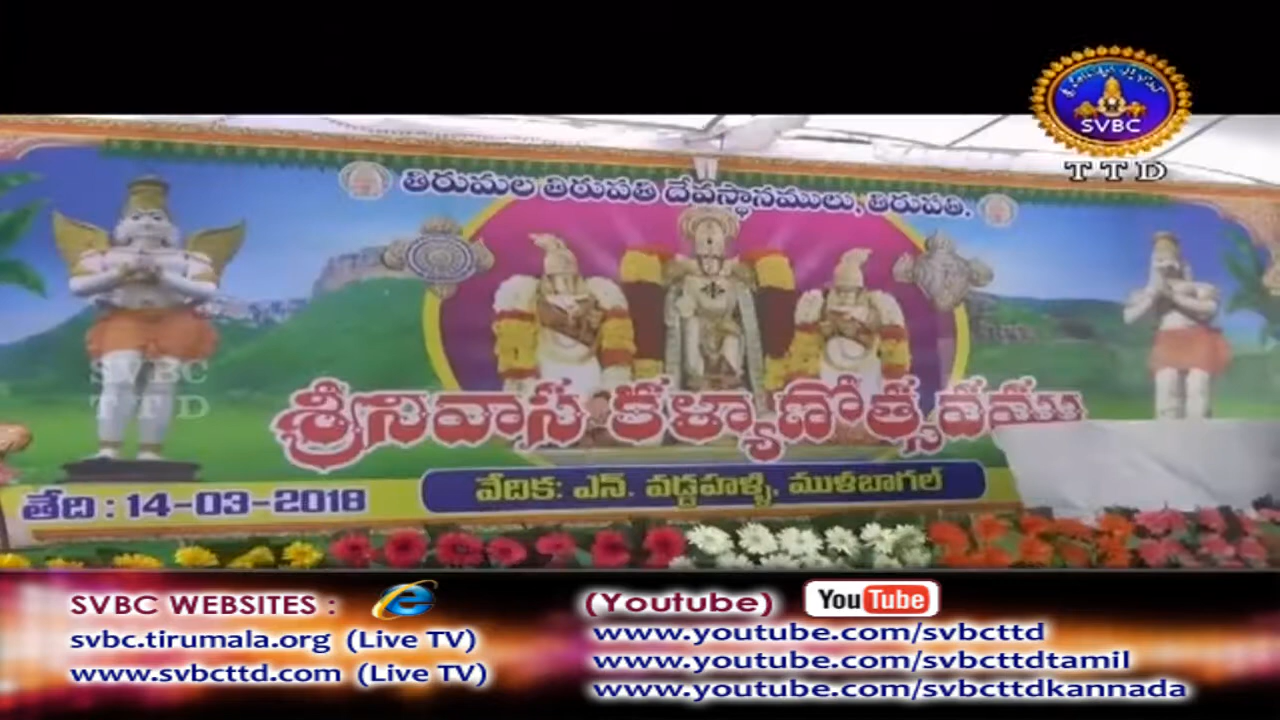 SVBC
TTD
తిరుమల తిరుపతి దేవస్థానములు, తిరుపతి.
SVBC
TTD
శ్రీనివాస కళ్యాణోత్సవము
వేదిక: ఎన్. వడ్డహళ్ళి, ముళబాగల్
తేది : 14-03-2018
SVBC WEBSITES :
svbc.tirumala.org (Live TV)
www.svbcttd.com (Live TV)
(Youtube) YouTube
www.youtube.com/svbcttd
www.youtube.com/svbcttdtamil
www.youtube.com/svbcttdkannada